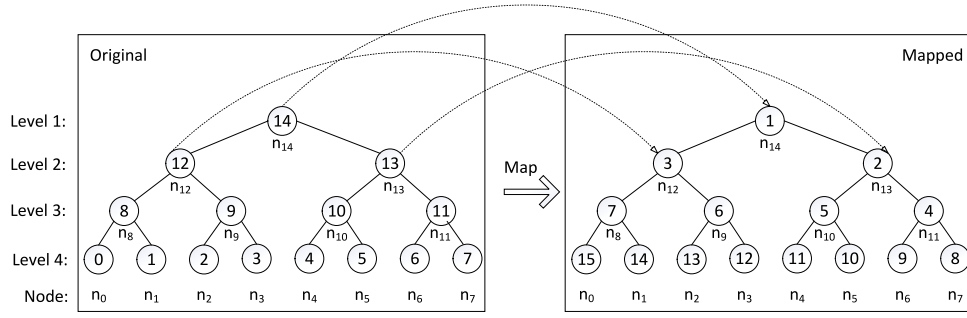 Original Mapped
Level 1: 14 1
n14 n14
Level 2: 12 13 Map 3 2
n12 n13 n12 n13
Level 3: 8 9 10 11 7 6 5 4
n8 n9 n10 n11 n8 n9 n10 n11
Level 4: 0 1 2 3 4 5 6 7 15 14 13 12 11 10 9 8
Node: n0 n1 n2 n3 n4 n5 n6 n7 n0 n1 n2 n3 n4 n5 n6 n7